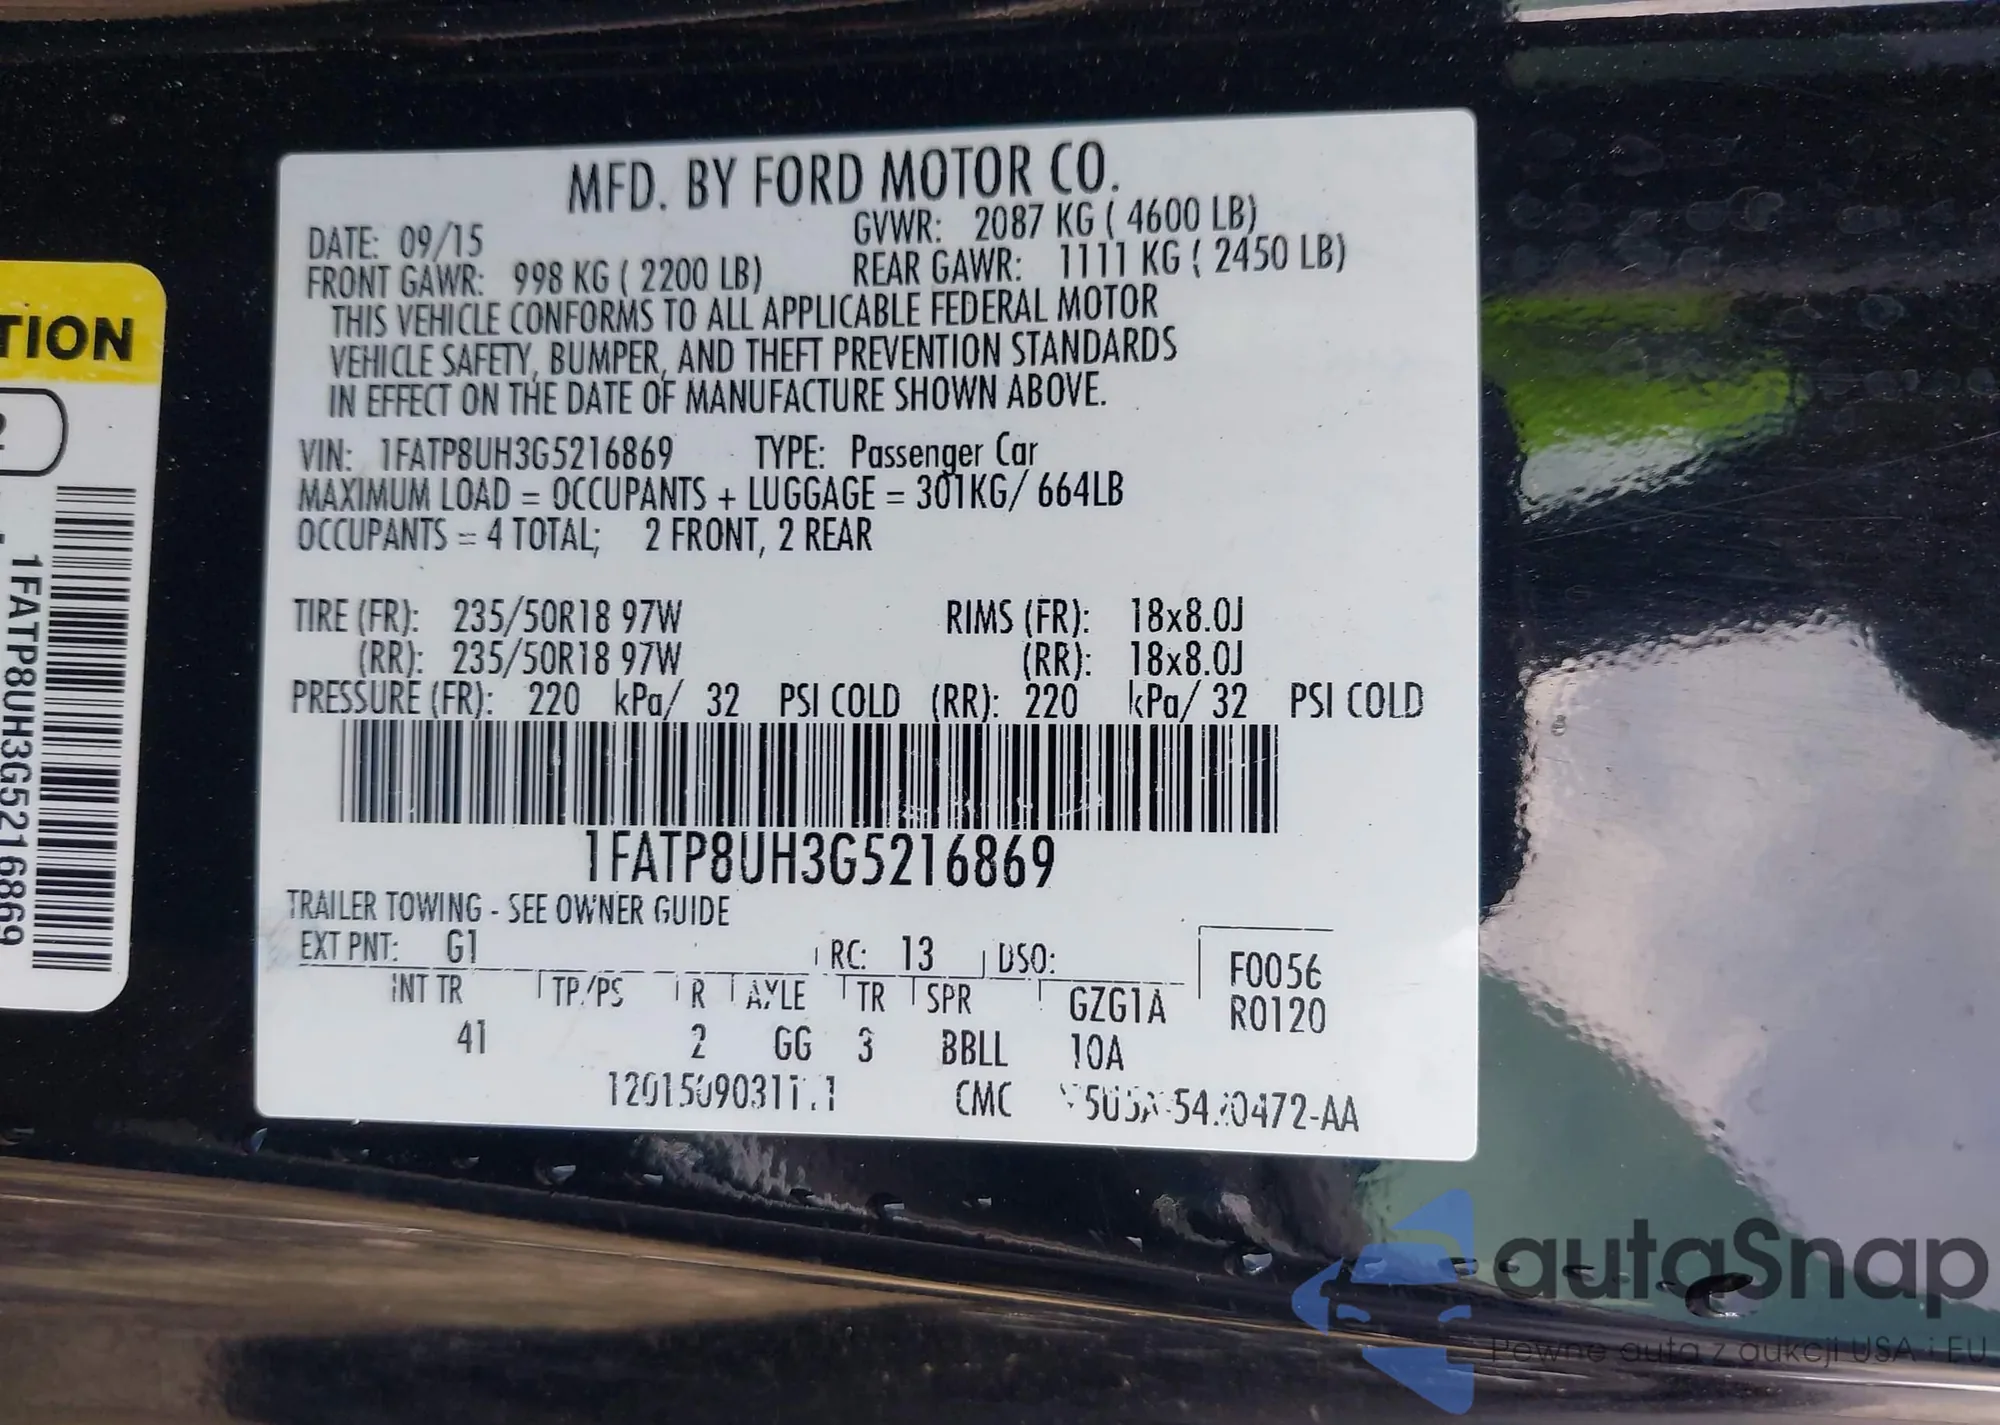 MFD. BY FORD MOTOR CO.
DATE: 09/15 GVWR: 2087 KG ( 4600 LB)
FRONT GAWR: 998 KG ( 2200 LB) REAR GAWR: 1111 KG ( 2450 LB)
THIS VEHICLE CONFORMS TO ALL APPLICABLE FEDERAL MOTOR
VEHICLE SAFETY, BUMPER, AND THEFT PREVENTION STANDARDS
IN EFFECT ON THE DATE OF MANUFACTURE SHOWN ABOVE.
VIN: 1FATP8UH3G5216869 TYPE: Passenger Car
MAXIMUM LOAD = OCCUPANTS + LUGGAGE = 301KG/ 664LB
OCCUPANTS = 4 TOTAL; 2 FRONT, 2 REAR
TIRE (FR): 235/50R18 97W RIMS (FR): 18x8.0J
(RR): 235/50R18 97W (RR): 18x8.0J
PRESSURE (FR): 220 kPa/ 32 PSI COLD (RR): 220 kPa/ 32 PSI COLD
1FATP8UH3G5216869
TRAILER TOWING - SEE OWNER GUIDE
EXT PNT: G1 RC: 13 DSO: F0056
INT TR TP/PS R AXLE TR SPR GZG1A R0120
41 2 GG 3 BBLL 10A
CMC
TION
2
1FATP8UH3G5216869
autaSnap
Pewne auta z aukcji USA i EU